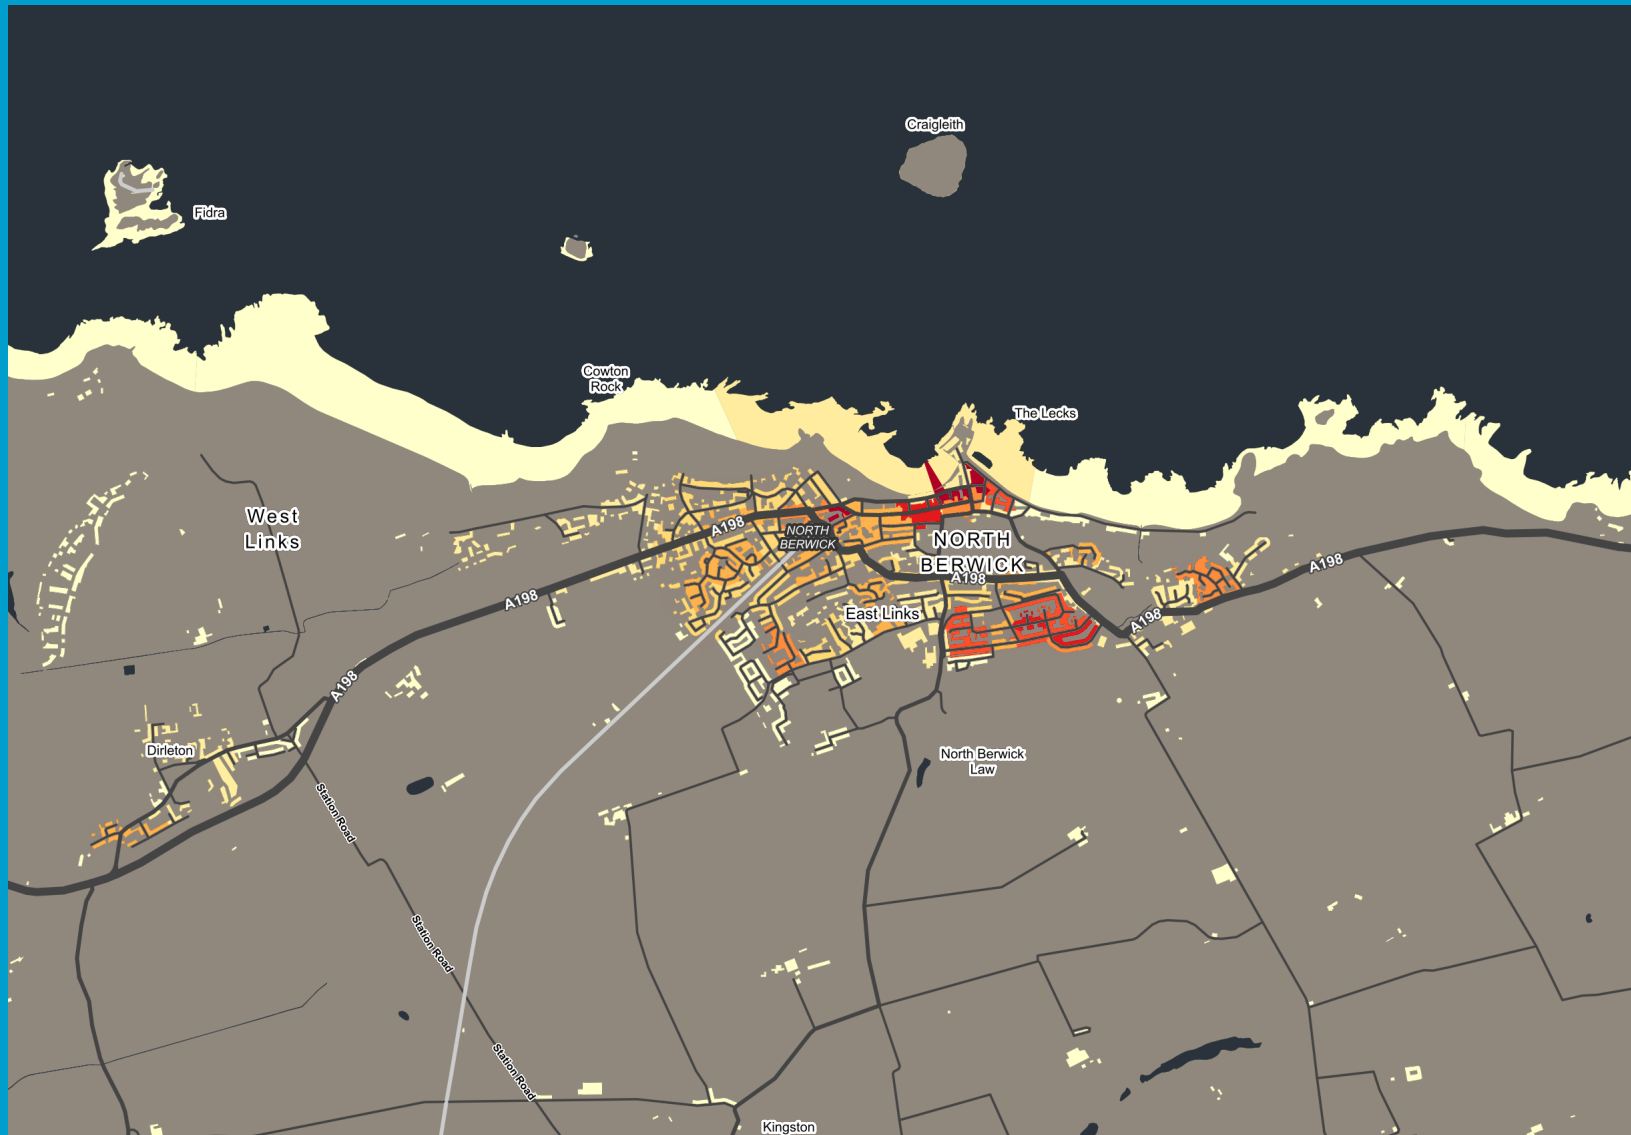 Craigleith
Fidra
Cowton
Rock
The Lecks
West
Links
A198
NORTH
BERWICK
NORTH
BERWICK
A198
A198
A198
A198
East Links
A198
Dirleton
North Berwick
Law
Station Road
Station Road
Station Road
Kingston